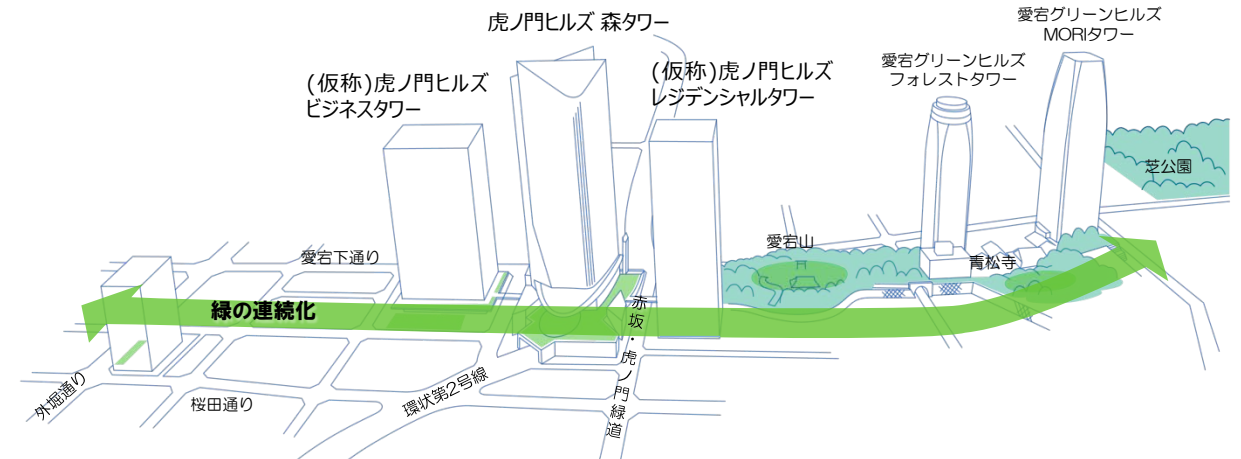 虎ノ門ヒルズ 森タワー
(仮称)虎ノ門ヒルズ
ビジネスタワー
(仮称)虎ノ門ヒルズ
レジデンシャルタワー
愛宕グリーンヒルズ
フォレストタワー
愛宕グリーンヒルズ
MORIタワー
芝公園
愛宕山
青松寺
愛宕下通り
緑の連続化
赤坂・虎ノ門緑道
外堀通り
桜田通り
環状第2号線